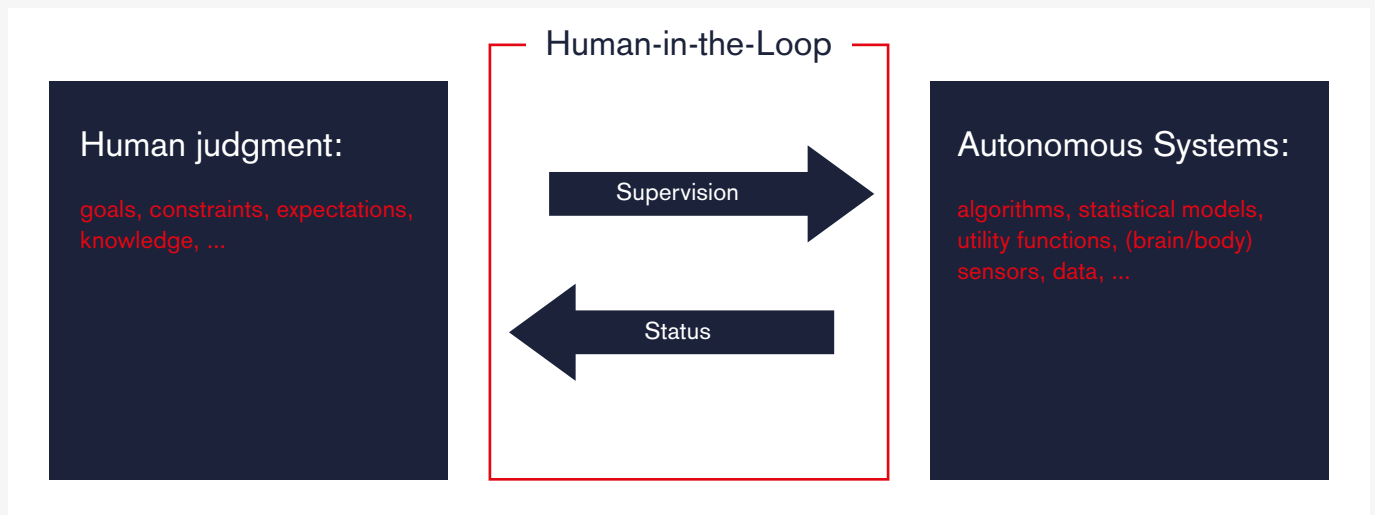 Human-in-the-Loop
Human judgment:
goals, constraints, expectations,
knowledge, ...
Supervision
Status
Autonomous Systems:
algorithms, statistical models,
utility functions, (brain/body)
sensors, data, ...